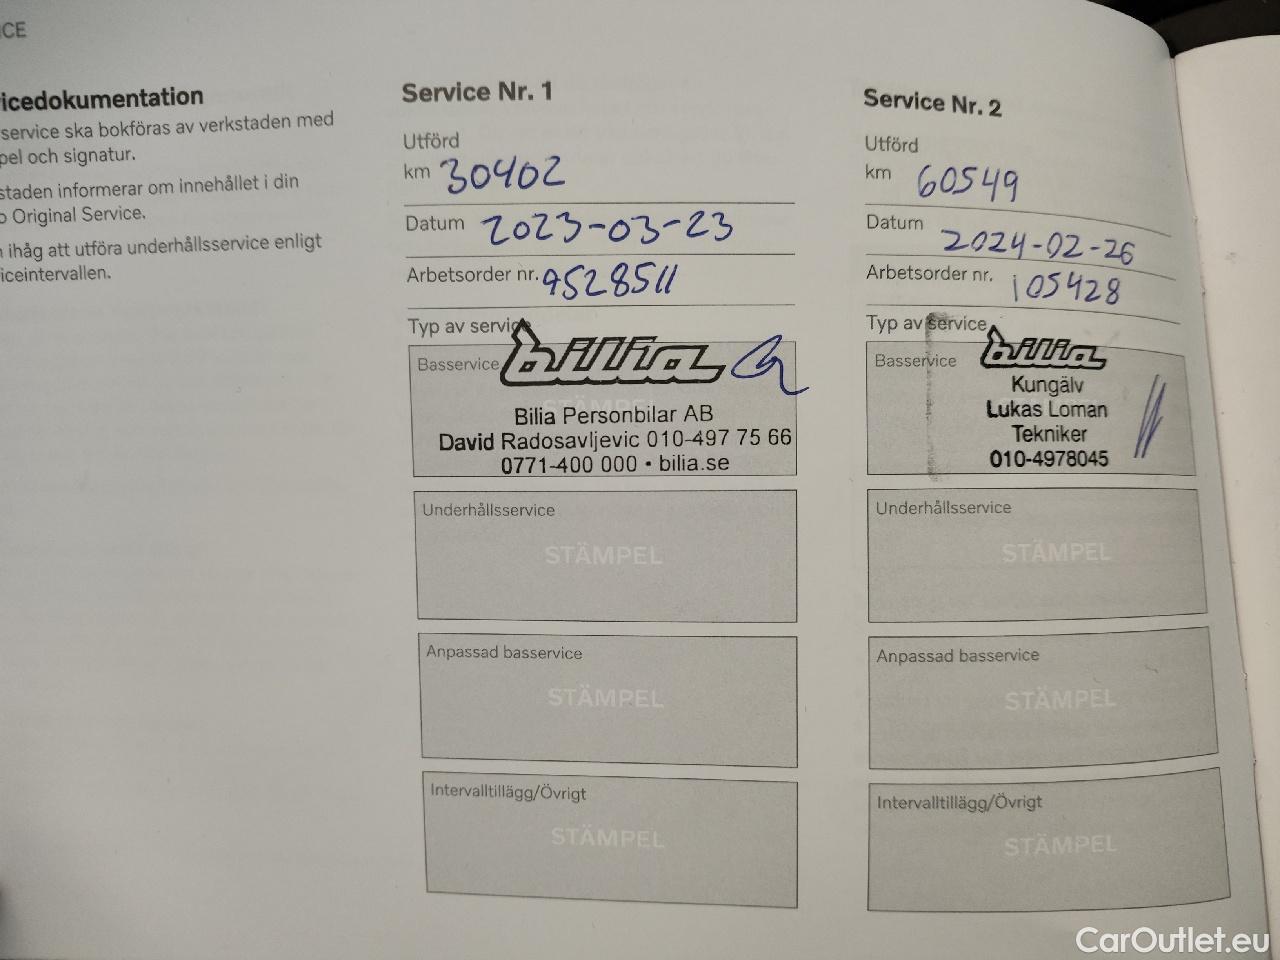 CE
icedokumentation
service ska bokföras av verkstaden med
pel och signatur.
staden informerar om innehållet i din
o Original Service.
ihåg att utföra underhållsservice enligt
iceintervallen.
Service Nr. 1
Utförd
km 30402
Datum 2023-03-23
Arbetsorder nr. 9528511
Typ av service
Basservice
bilia
STÄMPEL
Bilia Personbilar AB
David Radosavljevic 010-497 75 66
0771-400 000 • bilia.se
Underhållsservice
STÄMPEL
Anpassad basservice
STÄMPEL
Intervalltillägg/Övrigt
STÄMPEL
Service Nr. 2
Utförd
km 60549
Datum 2024-02-26
Arbetsorder nr. 105428
Typ av service
Basservice
bilia
Kungälv
Lukas Loman
Tekniker
010-4978045
Underhållsservice
STÄMPEL
Anpassad basservice
STÄMPEL
Intervalltillägg/Övrigt
STÄMPEL
CarOutlet.eu